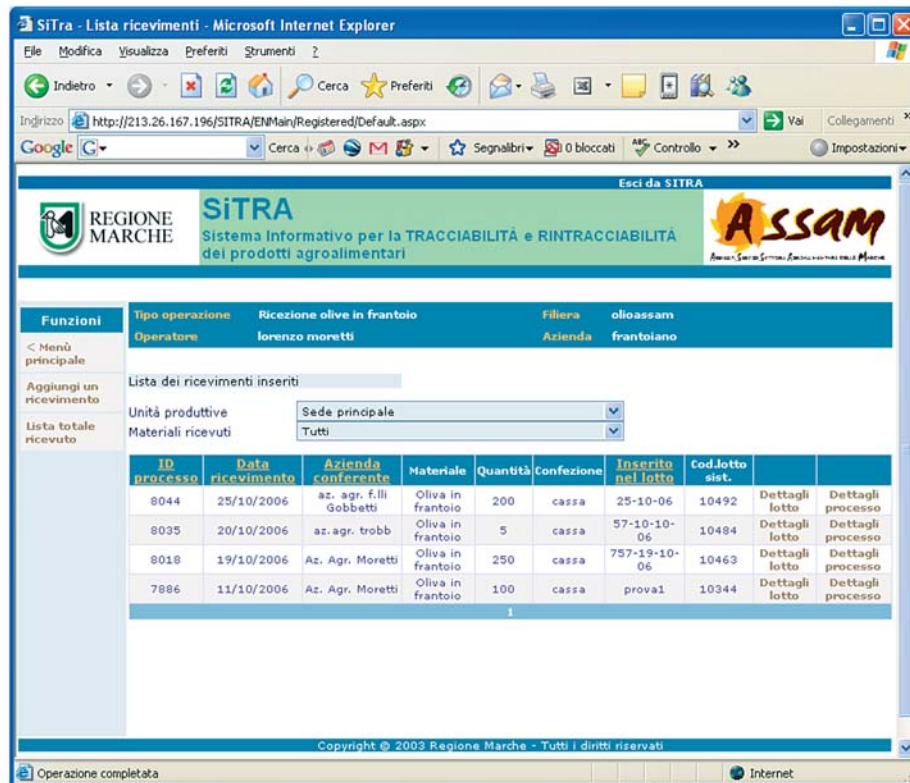 SiTra - Lista ricevimenti - Microsoft Internet Explorer
File Modifica Visualizza Preferiti Strumenti ?
Indietro Cerca Preferiti
Indirizzo http://213.26.167.196/SITRA/ENMain/Registered/Default.aspx Vai Collegamenti »
Google G Cerca Segnalibri 0 bloccati ABC Controllo » Impostazioni
Esci da SITRA
REGIONE
MARCHE
SiTRA
Sistema Informativo per la TRACCIABILITÀ e RINTRACCIABILITÀ
dei prodotti agroalimentari
ASSAM
Funzioni
< Menù
principale
Aggiungi un
ricevimento
Lista totale
ricevuto
Tipo operazione Ricezione olive in frantoio Filiera olioassam
Operatore lorenzo moretti Azienda frantoiano
Lista dei ricevimenti inseriti
Unità produttive Sede principale
Materiali ricevuti Tutti
ID processo Data ricevimento Azienda conferente Materiale Quantità Confezione Inserito nel lotto Cod.lotto sist.
8044 25/10/2006 az. agr. f.lli Gobbetti Oliva in frantoio 200 cassa 25-10-06 10492 Dettagli lotto Dettagli processo
8035 20/10/2006 az.agr. trobb Oliva in frantoio 5 cassa 57-10-10-06 10484 Dettagli lotto Dettagli processo
8018 19/10/2006 Az. Agr. Moretti Oliva in frantoio 250 cassa 757-19-10-06 10463 Dettagli lotto Dettagli processo
7886 11/10/2006 Az. Agr. Moretti Oliva in frantoio 100 cassa prova1 10344 Dettagli lotto Dettagli processo
1
Copyright © 2003 Regione Marche - Tutti i diritti riservati
Operazione completata Internet